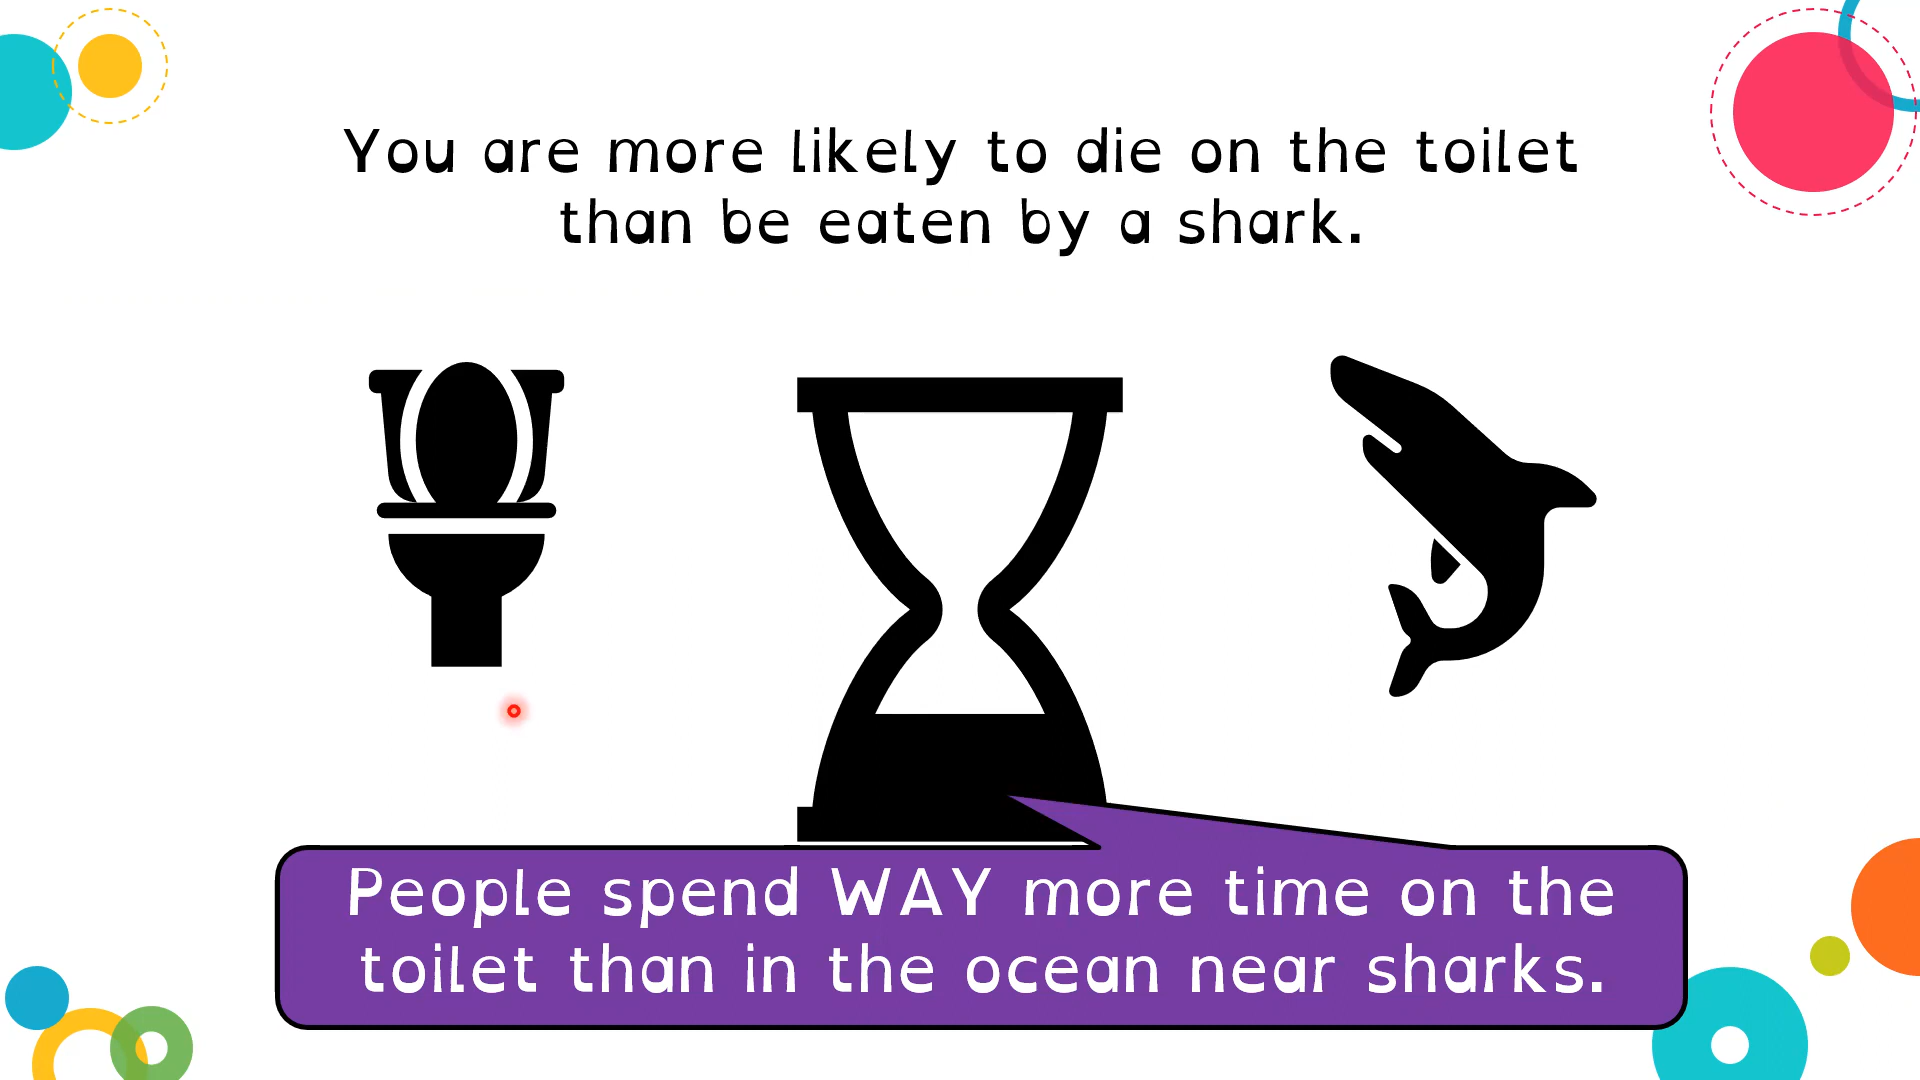 You are more likely to die on the toilet
than be eaten by a shark.
People spend WAY more time on the
toilet than in the ocean near sharks.